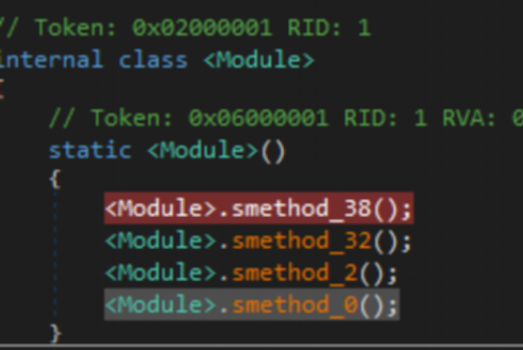 // Token: 0x02000001 RID: 1
internal class <Module>
{
// Token: 0x06000001 RID: 1 RVA: 0
static <Module>()
{
<Module>.smethod_38();
<Module>.smethod_32();
<Module>.smethod_2();
<Module>.smethod_0();
}